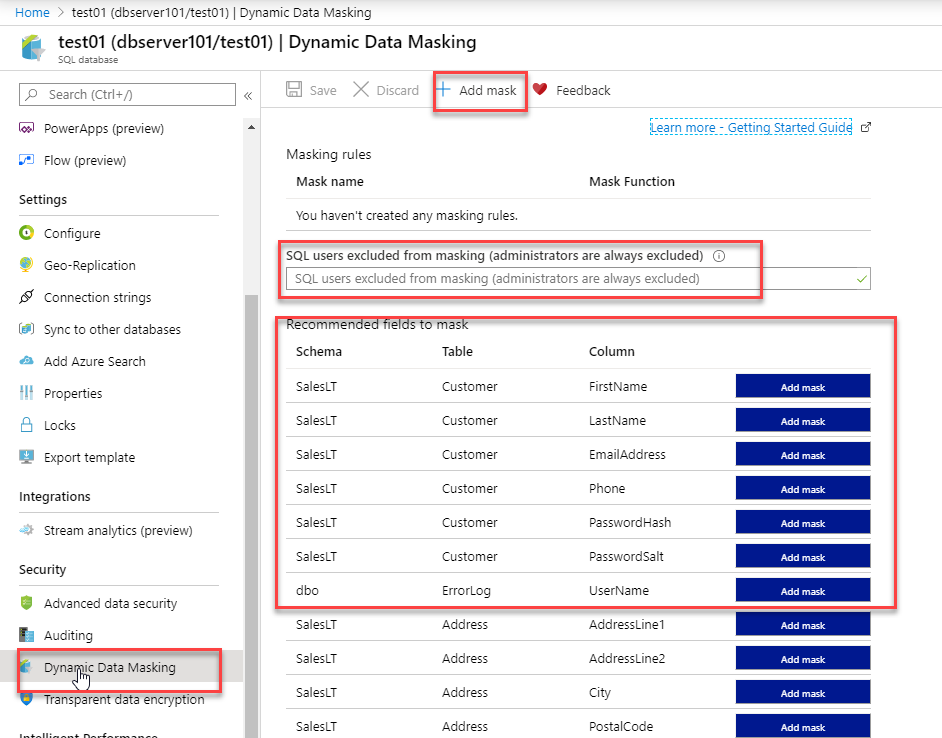 Home > test01 (dbserver101/test01) | Dynamic Data Masking
test01 (dbserver101/test01) | Dynamic Data Masking
SQL database
Search (Ctrl+/)
«
PowerApps (preview)
Flow (preview)
Settings
Configure
Geo-Replication
Connection strings
Sync to other databases
Add Azure Search
Properties
Locks
Export template
Integrations
Stream analytics (preview)
Security
Advanced data security
Auditing
Dynamic Data Masking
Transparent data encryption
Intelligent Performance
Save Discard Add mask Feedback
Learn more - Getting Started Guide
Masking rules
Mask name Mask Function
You haven't created any masking rules.
SQL users excluded from masking (administrators are always excluded)
SQL users excluded from masking (administrators are always excluded)
Recommended fields to mask
Schema Table Column
SalesLT Customer FirstName Add mask
SalesLT Customer LastName Add mask
SalesLT Customer EmailAddress Add mask
SalesLT Customer Phone Add mask
SalesLT Customer PasswordHash Add mask
SalesLT Customer PasswordSalt Add mask
dbo ErrorLog UserName Add mask
SalesLT Address AddressLine1 Add mask
SalesLT Address AddressLine2 Add mask
SalesLT Address City Add mask
SalesLT Address PostalCode Add mask